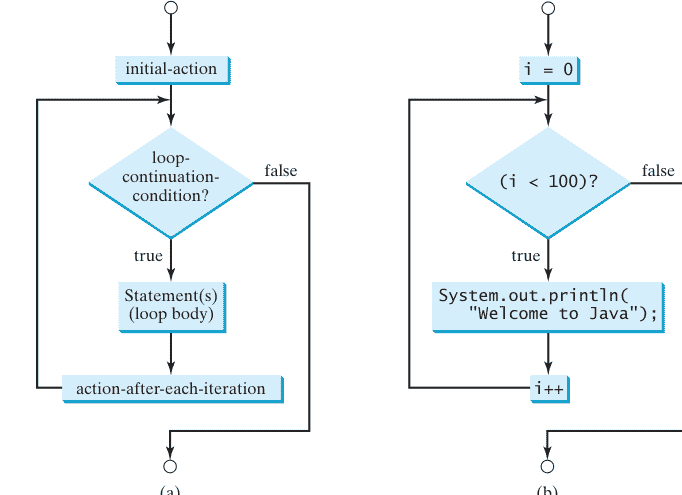 initial-action
loop-
continuation-
condition?
false
true
Statement(s)
(loop body)
action-after-each-iteration
(a)
i = 0
(i < 100)?
false
true
System.out.println(
"Welcome to Java");
i++
(b)